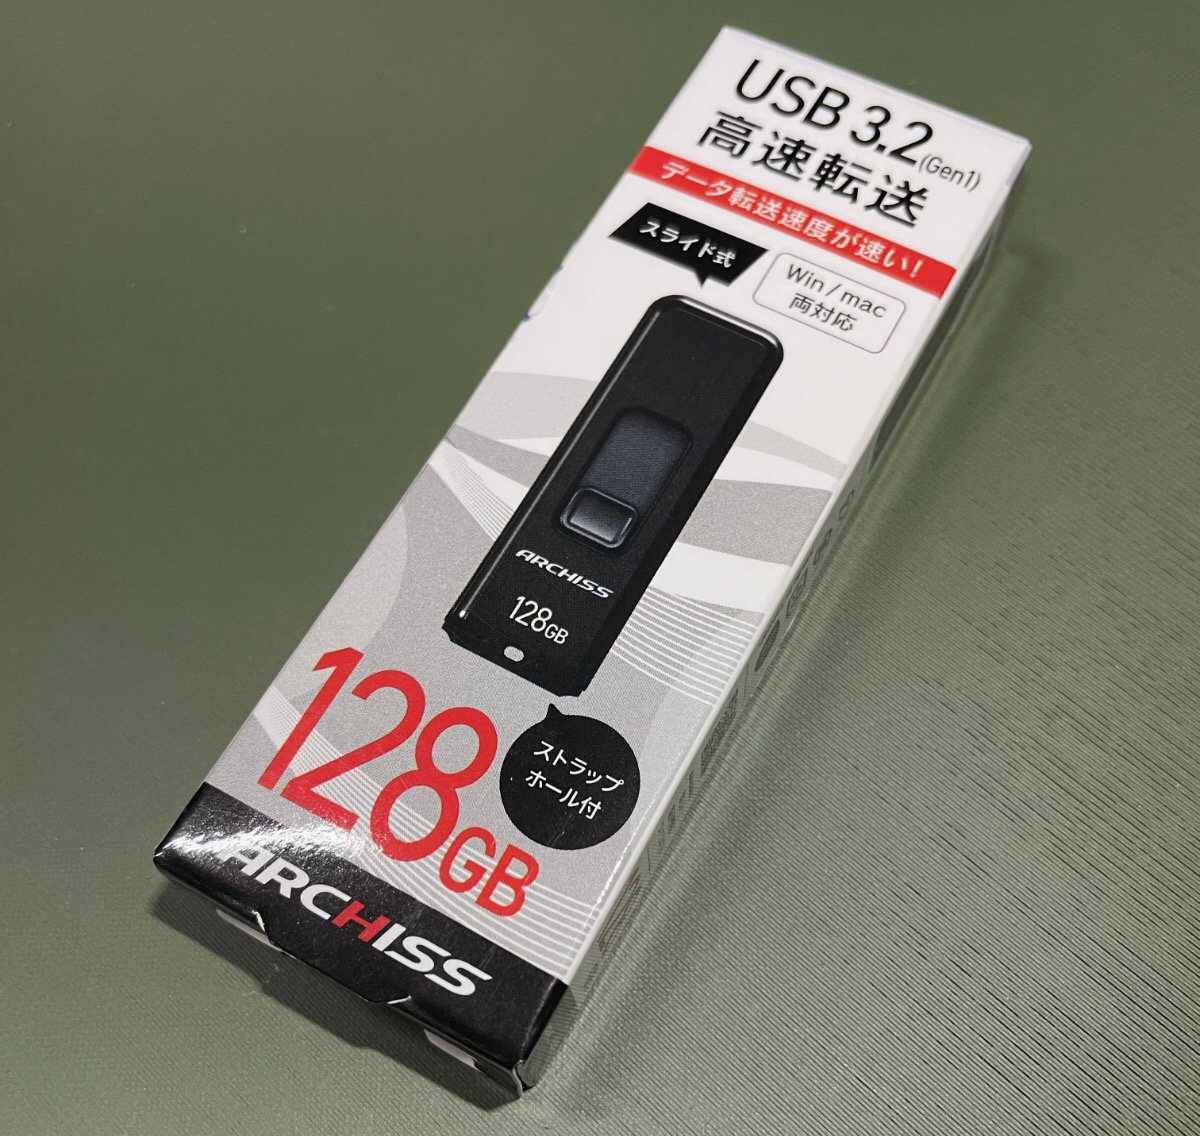 USB 3.2 (Gen1)
高速転送
データ転送速度が速い!
スライド式
Win/mac
両対応
ARCHISS
128GB
128GB
ストラップ
ホール付
ARCHISS